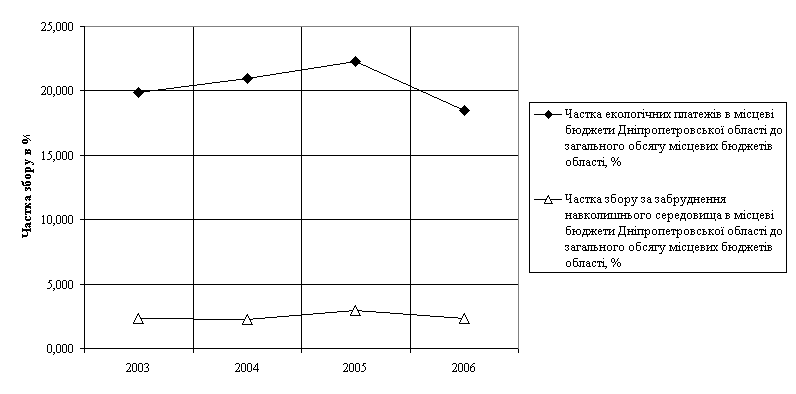 25,000
20,000
15,000
10,000
5,000
0,000
Частка збору в %
2003
2004
2005
2006
Частка екологічних платежів в місцеві
бюджети Дніпропетровської області до
загального обсягу місцевих бюджетів
області, %
Частка збору за забруднення
навколишнього середовища в місцеві
бюджети Дніпропетровської області до
загального обсягу місцевих бюджетів
області, %